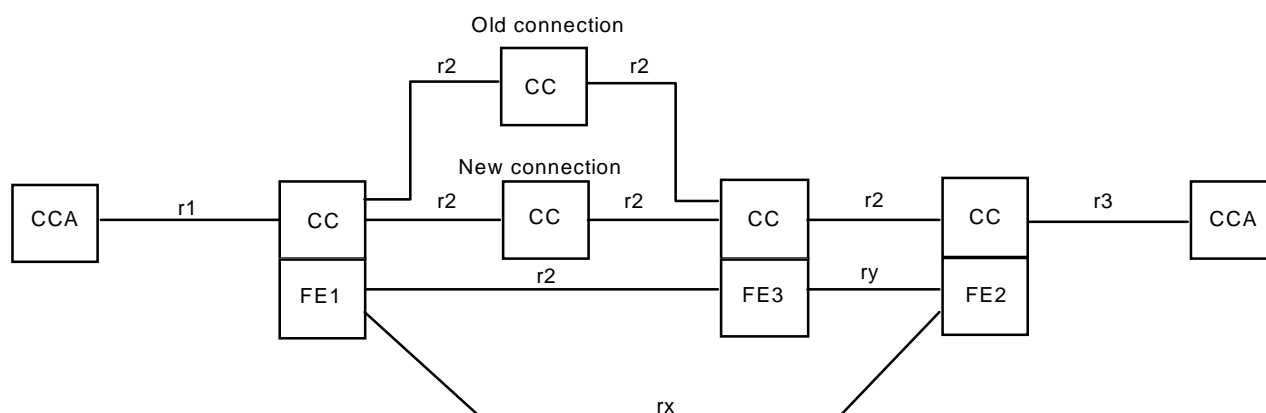 Old connection
r2
r2
CC
New connection
CCA
r1
CC
r2
CC
r2
CC
r2
CC
r3
CCA
FE1
r2
FE3
ry
FE2
rx